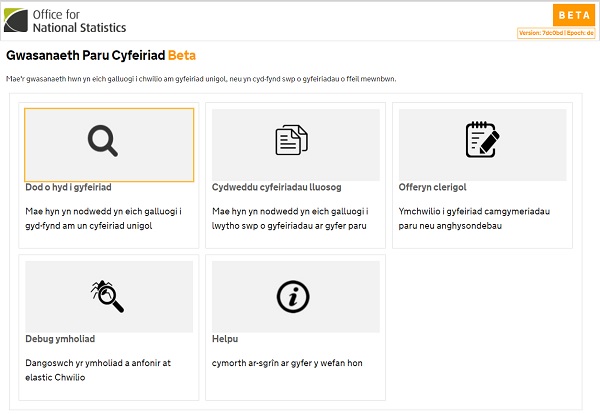 Office for
National Statistics
BETA
Version: 7dc0bd | Epoch: de
Gwasanaeth Paru Cyfeiriad Beta
Mae'r gwasanaeth hwn yn eich galluogi i chwilio am gyfeiriad unigol, neu yn cyd-fynd swp o gyfeiriadau o ffeil mewnbwn.
Dod o hyd i gyfeiriad
Mae hyn yn nodwedd yn eich galluogi i
gyd-fynd am un cyfeiriad unigol
Cydweddu cyfeiriadau lluosog
Mae hyn yn nodwedd yn eich galluogi i
lwytho swp o gyfeiriadau ar gyfer paru
Offeryn clerigol
Ymchwilio i gyfeiriad camgymeriadau
paru neu anghysondebau
Debug ymholiad
Dangoswch yr ymholiad a anfonir at
elastic Chwilio
Helpu
cymorth ar-sgrîn ar gyfer y wefan hon